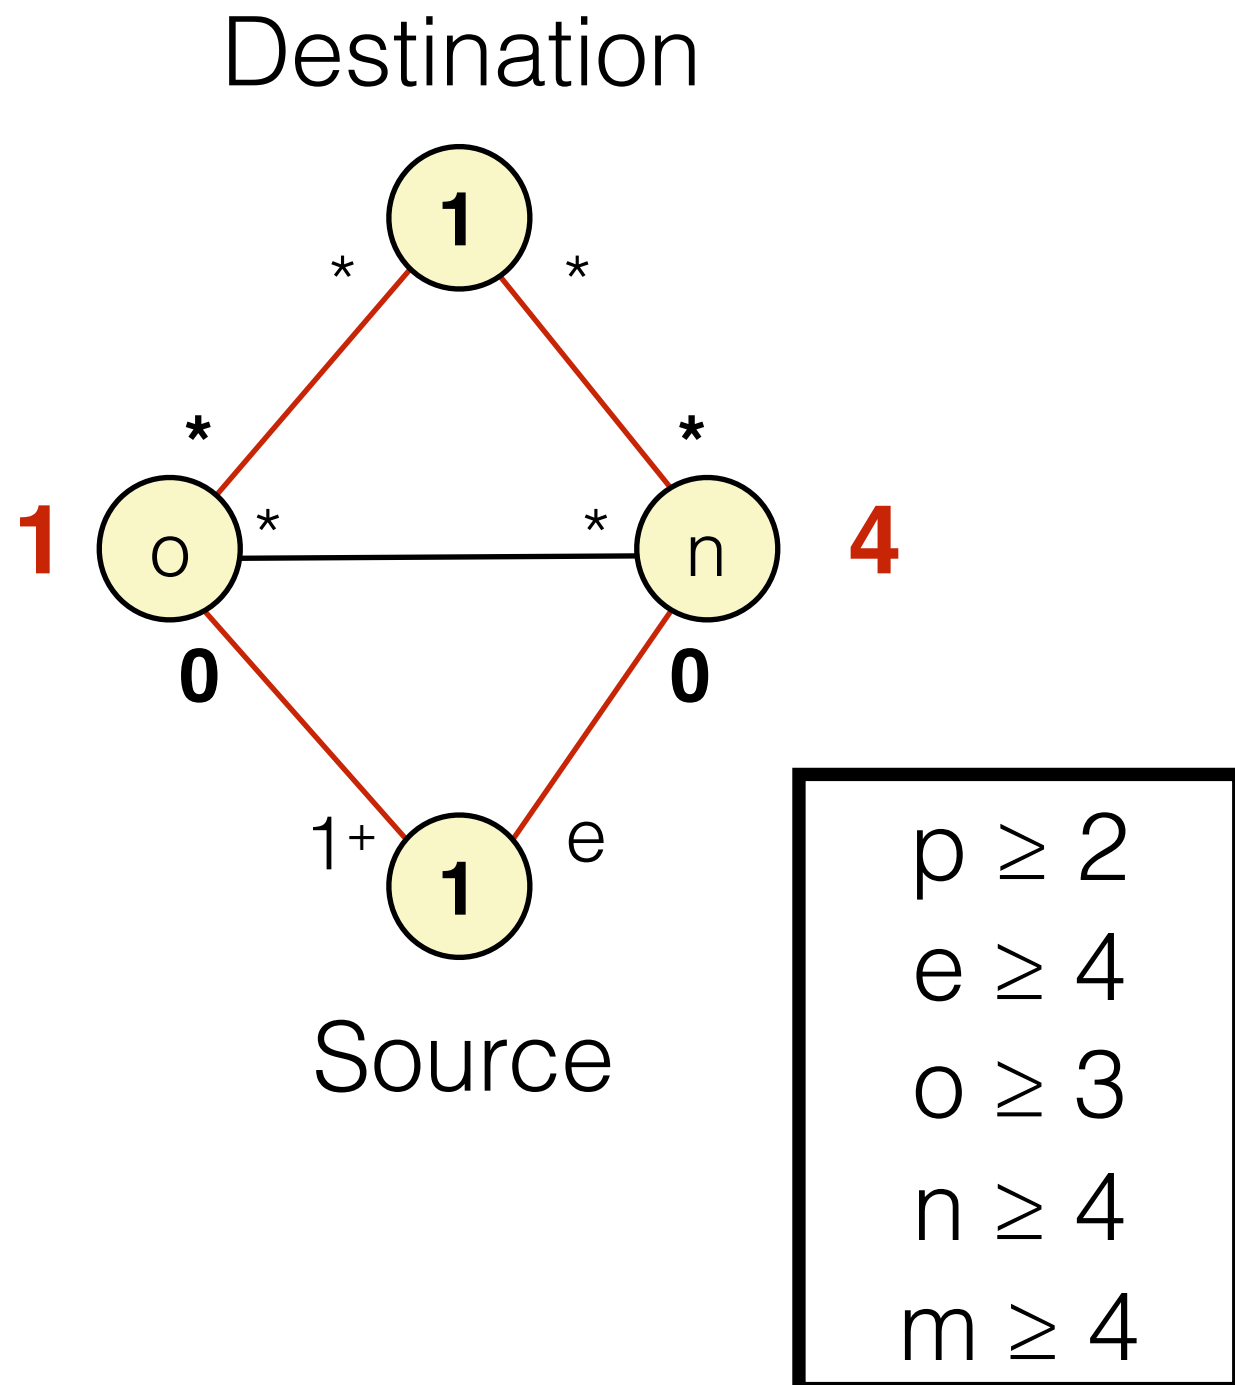 Destination
1
* *
* *
1 o * * n 4
0 0
1+ e
1
Source
p ≥ 2
e ≥ 4
o ≥ 3
n ≥ 4
m ≥ 4